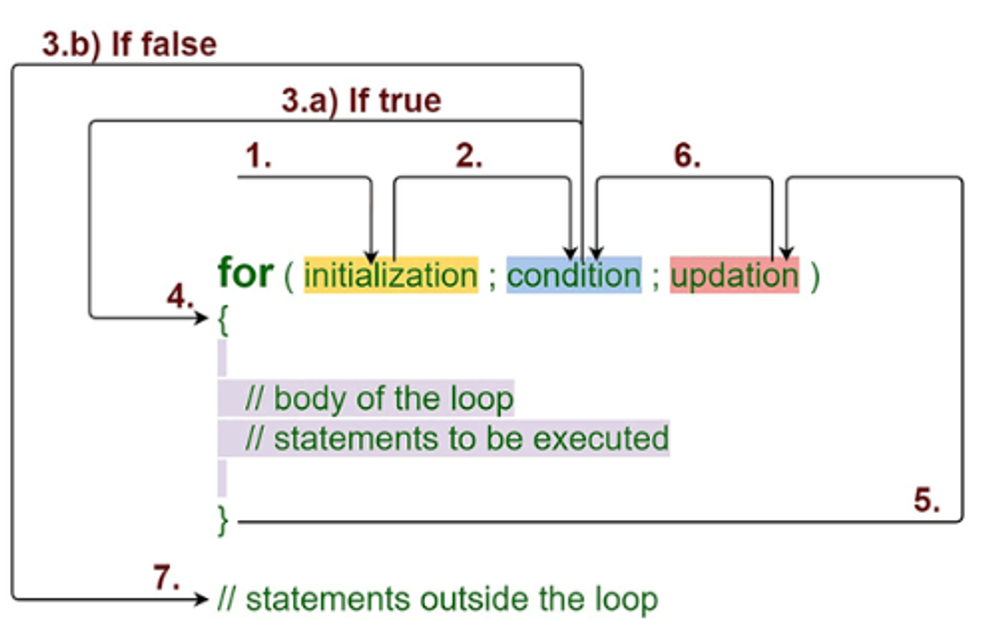 3.b) If false
3.a) If true
1.
2.
6.
for ( initialization ; condition ; updation )
4.
{
// body of the loop
// statements to be executed
5.
}
7.
// statements outside the loop